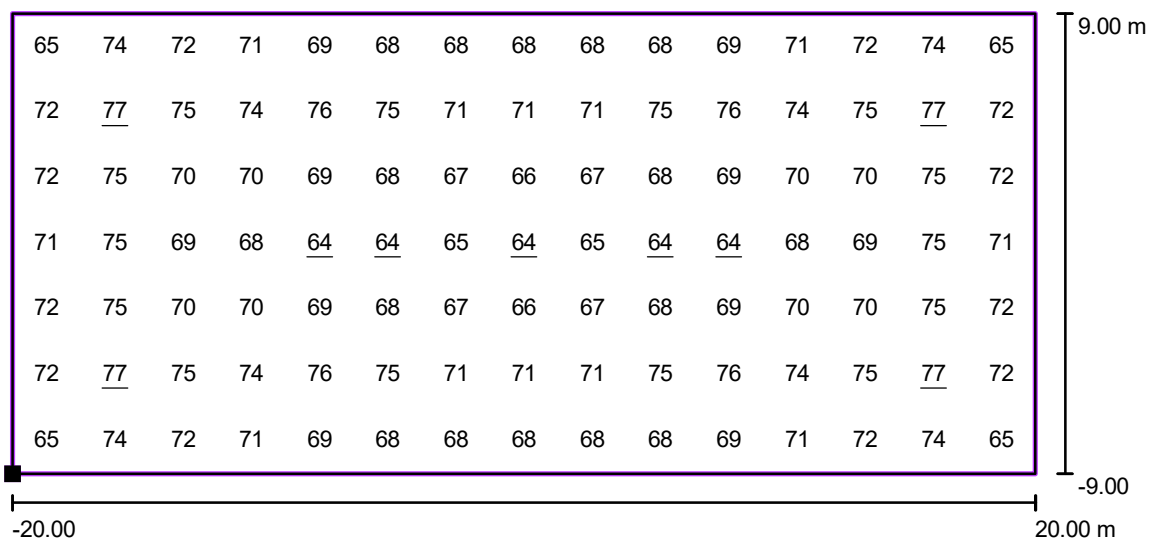 9.00 m
65 74 72 71 69 68 68 68 68 68 69 71 72 74 65
72 77 75 74 76 75 71 71 71 75 76 74 75 77 72
72 75 70 70 69 68 67 66 67 68 69 70 70 75 72
71 75 69 68 64 64 65 64 65 64 64 68 69 75 71
72 75 70 70 69 68 67 66 67 68 69 70 70 75 72
72 77 75 74 76 75 71 71 71 75 76 74 75 77 72
65 74 72 71 69 68 68 68 68 68 69 71 72 74 65
-9.00
-20.00 20.00 m